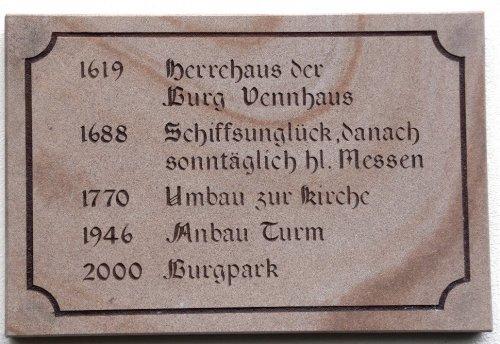 1619 Herrehaus der
Burg Vennhaus
1688 Schiffsunglück, danach
sonntäglich hl. Messen
1770 Umbau zur Kirche
1946 Anbau Turm
2000 Burgpark